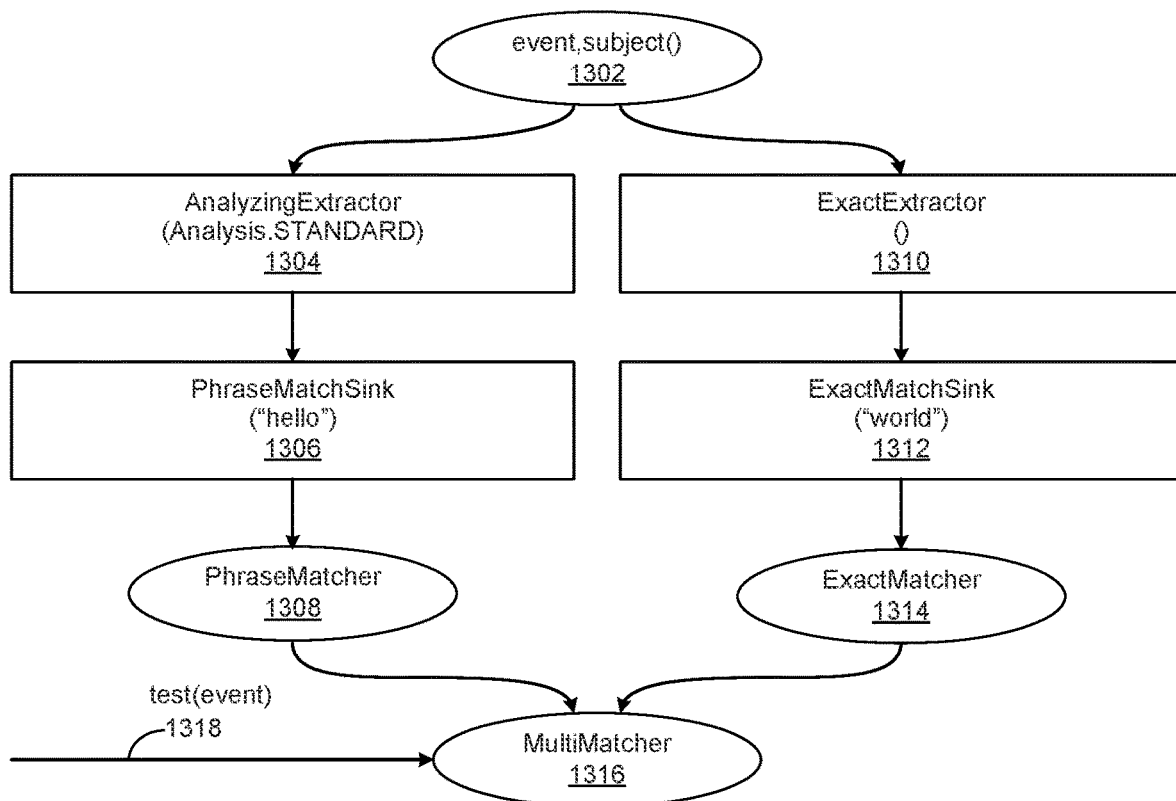 event,subject()
1302
AnalyzingExtractor
(Analysis.STANDARD)
1304
ExactExtractor
()
1310
PhraseMatchSink
(“hello”)
1306
ExactMatchSink
(“world”)
1312
PhraseMatcher
1308
ExactMatcher
1314
test(event)
1318
MultiMatcher
1316